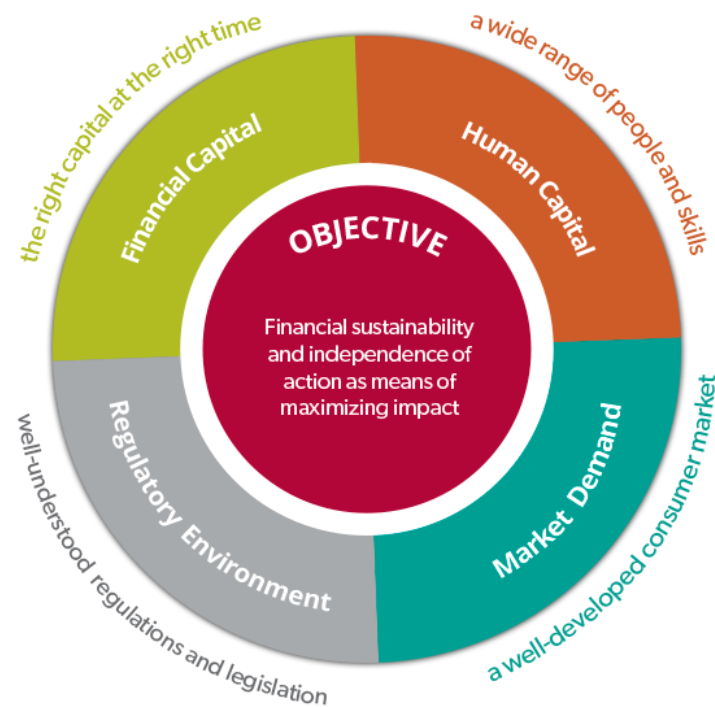 the right capital at the right time
Financial Capital
a wide range of people and skills
Human Capital
OBJECTIVE
Financial sustainability
and independence of
action as means of
maximizing impact
Regulatory Environment
well-understood regulations and legislation
Market Demand
a well-developed consumer market